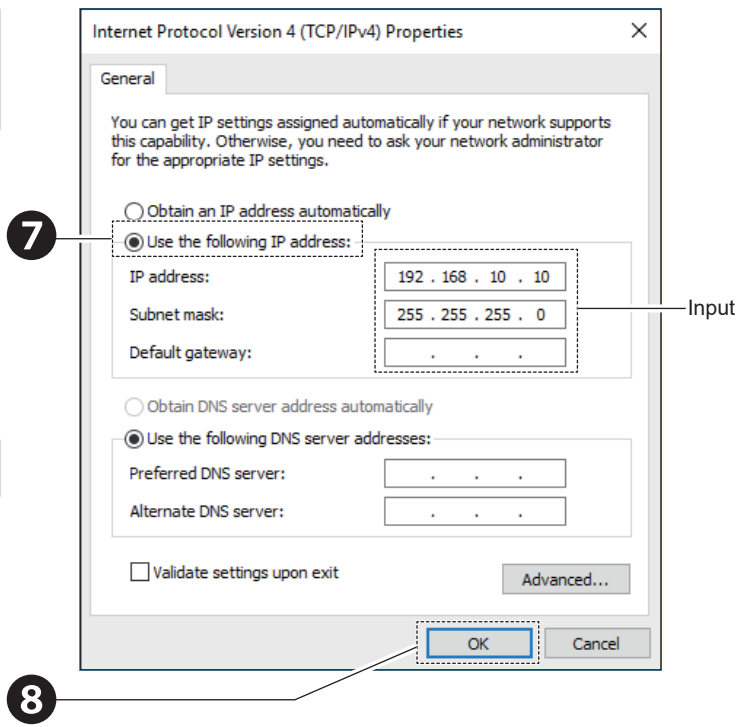 Internet Protocol Version 4 (TCP/IPv4) Properties
General
You can get IP settings assigned automatically if your network supports
this capability. Otherwise, you need to ask your network administrator
for the appropriate IP settings.
Obtain an IP address automatically
7
Use the following IP address:
IP address: 192 . 168 . 10 . 10
Subnet mask: 255 . 255 . 255 . 0
Input
Default gateway: . . .
Obtain DNS server address automatically
Use the following DNS server addresses:
Preferred DNS server: . . .
Alternate DNS server: . . .
Validate settings upon exit
Advanced...
OK Cancel
8